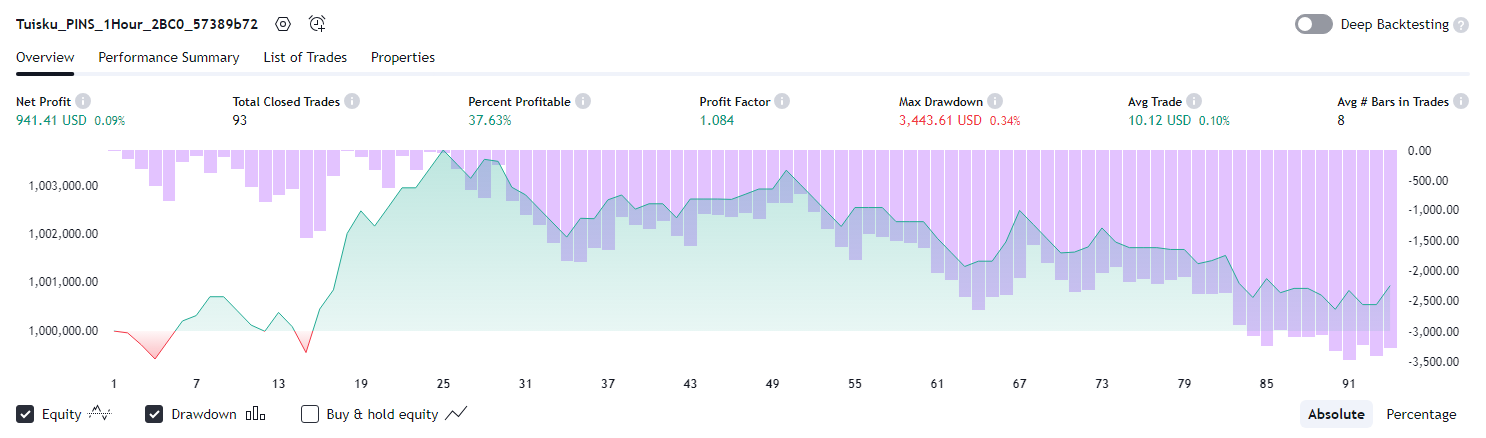 Tuisku_PINS_1Hour_2BC0_57389b72
Deep Backtesting ?
Overview Performance Summary List of Trades Properties
Net Profit Total Closed Trades Percent Profitable Profit Factor Max Drawdown Avg Trade Avg # Bars in Trades
941.41 USD 0.09% 93 37.63% 1.084 3,443.61 USD 0.34% 10.12 USD 0.10% 8
0.00
1,003,000.00
-500.00
-1,000.00
1,002,000.00
-1,500.00
-2,000.00
1,001,000.00
-2,500.00
1,000,000.00
-3,000.00
-3,500.00
1 7 13 19 25 31 37 43 49 55 61 67 73 79 85 91
Equity Drawdown Buy & hold equity Absolute Percentage